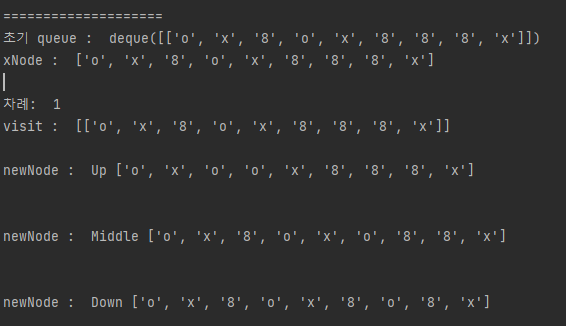 ====================
초기 queue :  deque([['o', 'x', '8', 'o', 'x', '8', '8', '8', 'x']])
xNode :  ['o', 'x', '8', 'o', 'x', '8', '8', '8', 'x']
차례:  1
visit :  [['o', 'x', '8', 'o', 'x', '8', '8', '8', 'x']]
newNode :  Up ['o', 'x', 'o', 'o', 'x', '8', '8', '8', 'x']
newNode :  Middle ['o', 'x', '8', 'o', 'x', 'o', '8', '8', 'x']
newNode :  Down ['o', 'x', '8', 'o', 'x', '8', 'o', '8', 'x']